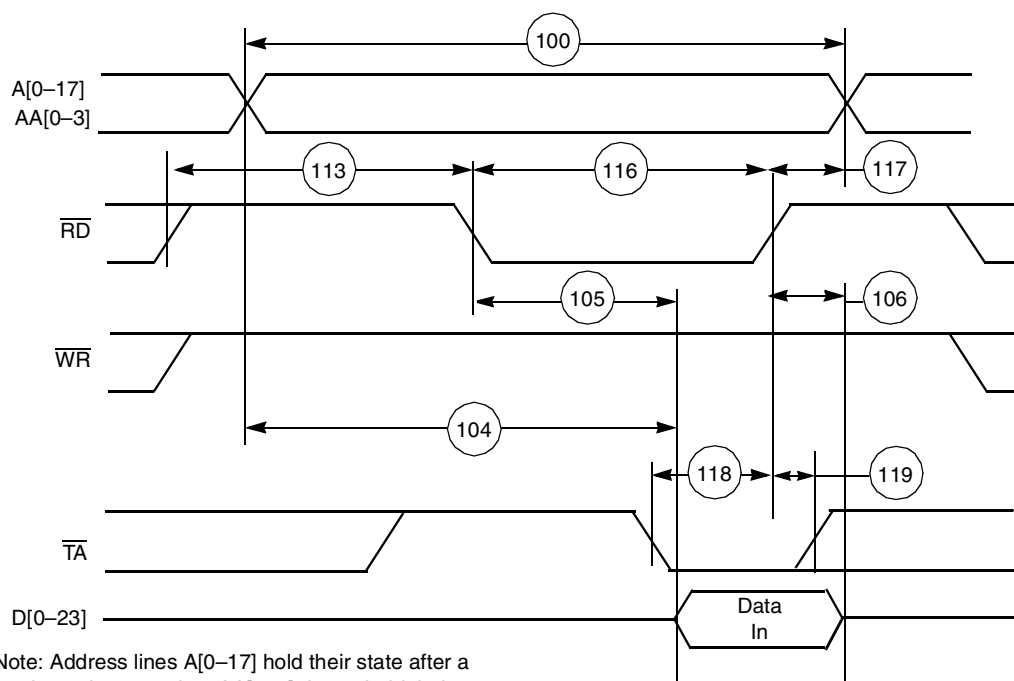 100
A[0–17]
AA[0–3]
113
116
117
RD
105
106
WR
104
118
119
TA
D[0–23]
Data
In
Note: Address lines A[0–17] hold their state after a